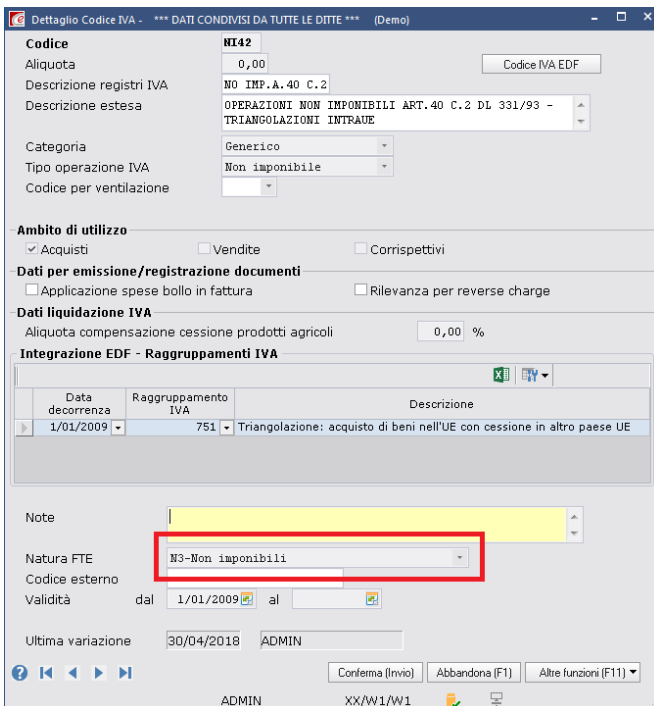 Dettaglio Codice IVA - *** DATI CONDIVISI DA TUTTE LE DITTE *** (Demo)
Codice NI42
Aliquota 0,00 Codice IVA EDF
Descrizione registri IVA NO IMP.A.40 C.2
Descrizione estesa OPERAZIONI NON IMPONIBILI ART.40 C.2 DL 331/93 -
TRIANGOLAZIONI INTRAUE
Categoria Generico
Tipo operazione IVA Non imponibile
Codice per ventilazione
Ambito di utilizzo
Acquisti Vendite Corrispettivi
Dati per emissione/registrazione documenti
Applicazione spese bollo in fattura Rilevanza per reverse charge
Dati liquidazione IVA
Aliquota compensazione cessione prodotti agricoli 0,00 %
Integrazione EDF - Raggruppamenti IVA
Data decorrenza Raggruppamento IVA Descrizione
1/01/2009 751 Triangolazione: acquisto di beni nell'UE con cessione in altro paese UE
Note
Natura FTE N3-Non imponibili
Codice esterno
Validità dal 1/01/2009 al
Ultima variazione 30/04/2018 ADMIN
Conferma (Invio) Abbandona (F1) Altre funzioni (F11)
ADMIN XX/W1/W1